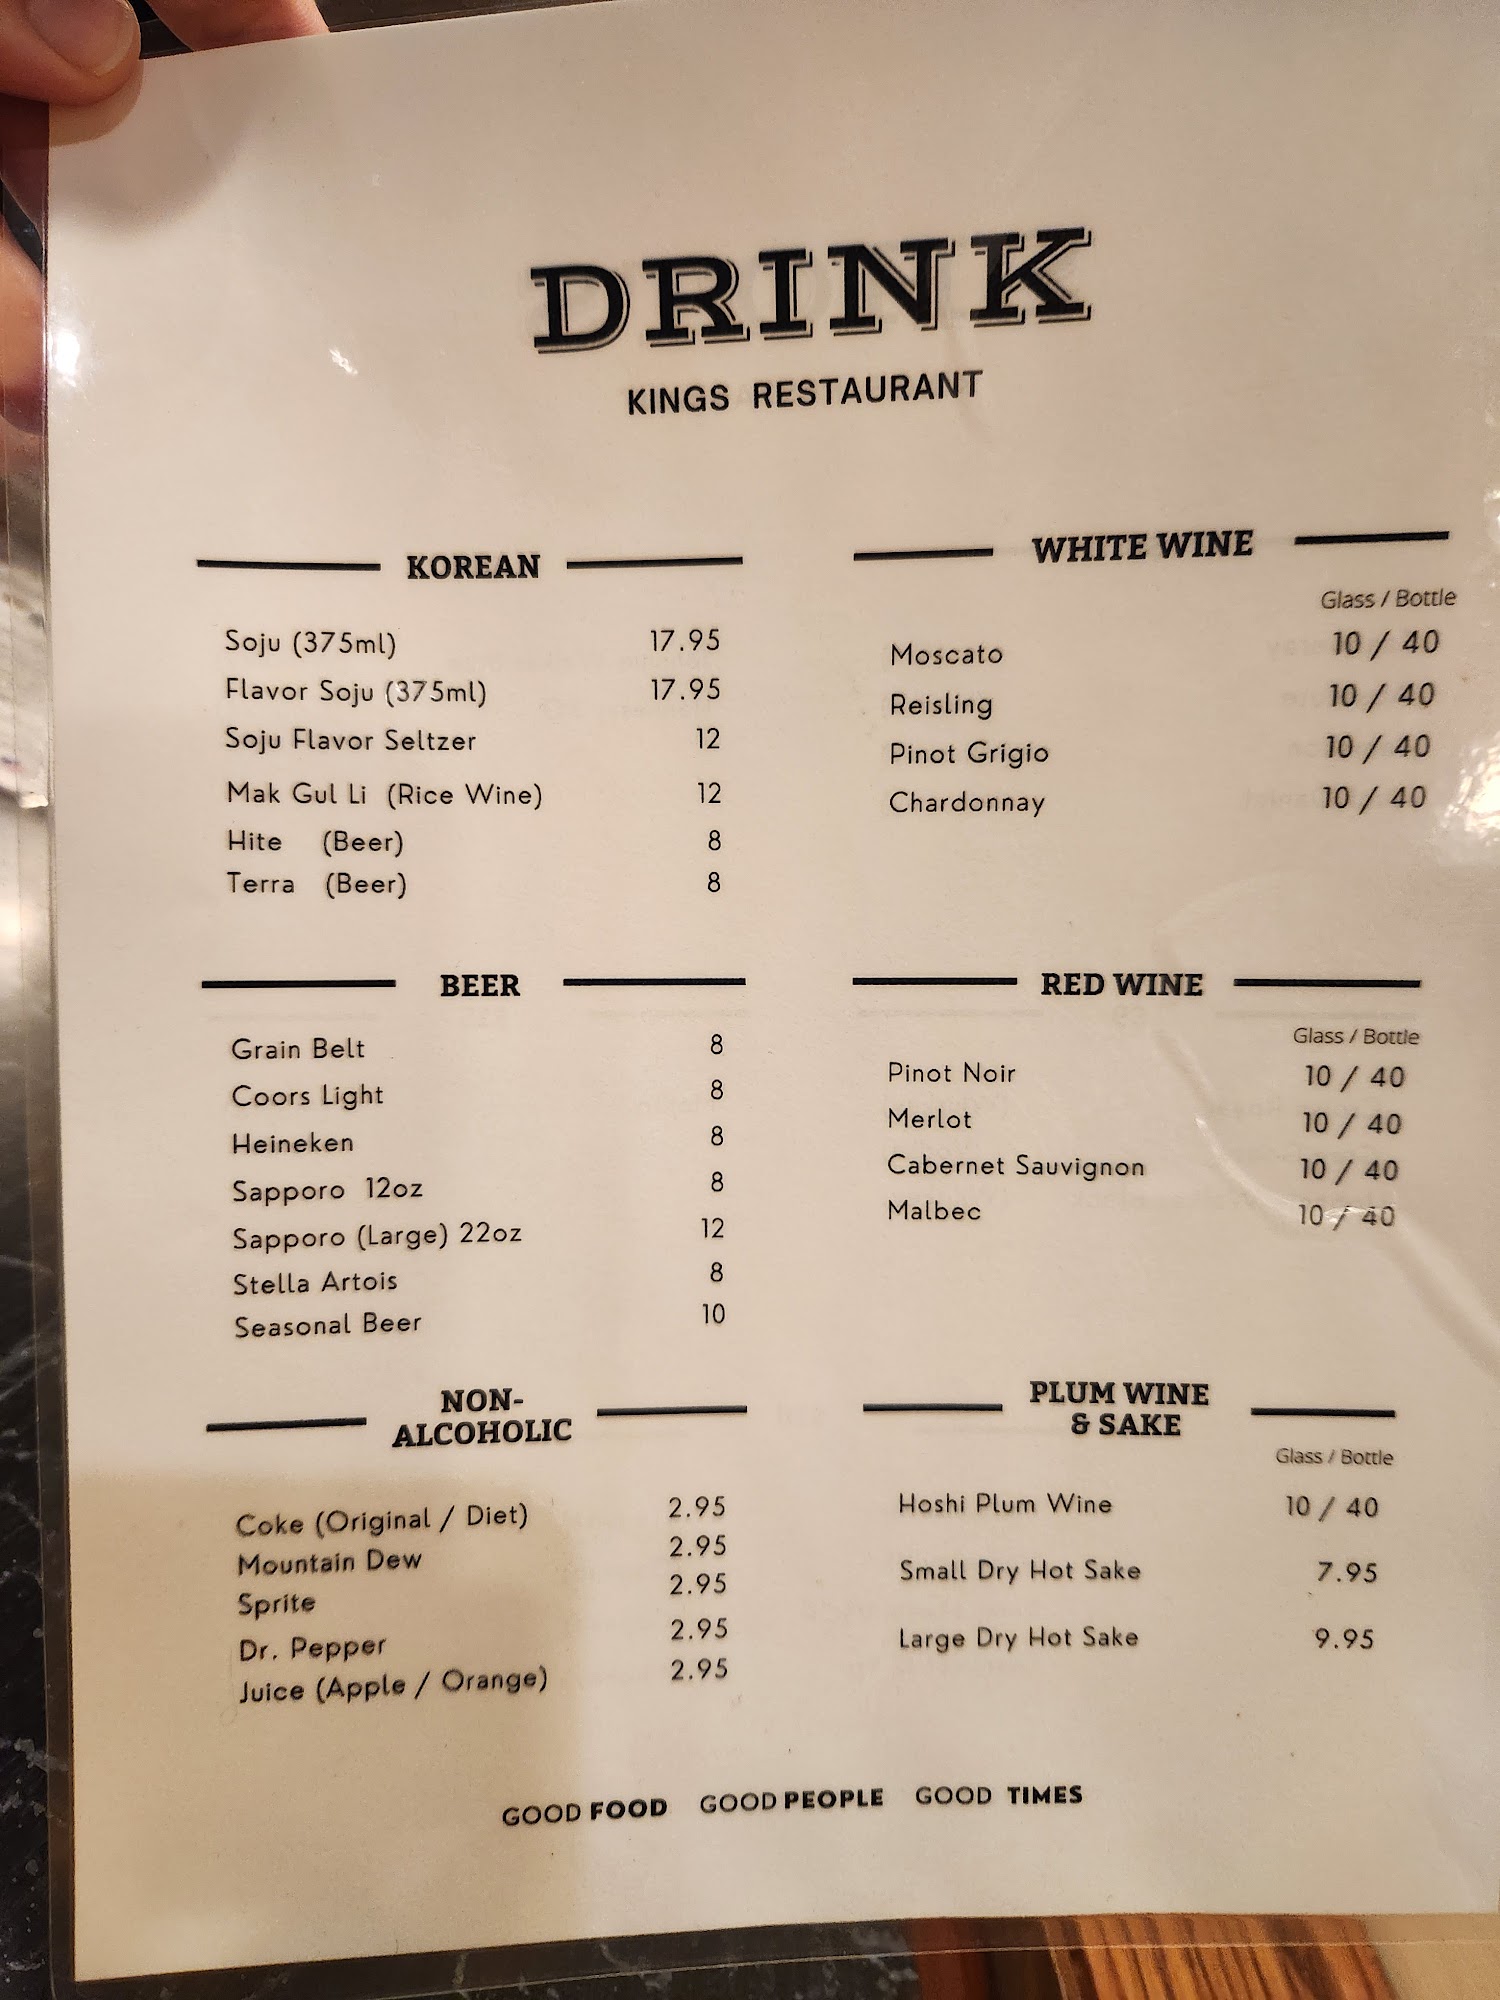 DRINK
KINGS RESTAURANT
KOREAN
Soju (375ml) 17.95
Flavor Soju (375ml) 17.95
Soju Flavor Seltzer 12
Mak Gul Li (Rice Wine) 12
Hite (Beer) 8
Terra (Beer) 8
BEER
Grain Belt 8
Coors Light 8
Heineken 8
Sapporo 12oz 8
Sapporo (Large) 22oz 12
Stella Artois 8
Seasonal Beer 10
NON-
ALCOHOLIC
Coke (Original / Diet) 2.95
Mountain Dew 2.95
Sprite 2.95
Dr. Pepper 2.95
Juice (Apple / Orange) 2.95
WHITE WINE
Glass / Bottle
Moscato 10 / 40
Reisling 10 / 40
Pinot Grigio 10 / 40
Chardonnay 10 / 40
RED WINE
Glass / Bottle
Pinot Noir 10 / 40
Merlot 10 / 40
Cabernet Sauvignon 10 / 40
Malbec 10 / 40
PLUM WINE
& SAKE
Glass / Bottle
Hoshi Plum Wine 10 / 40
Small Dry Hot Sake 7.95
Large Dry Hot Sake 9.95
GOOD FOOD GOOD PEOPLE GOOD TIMES